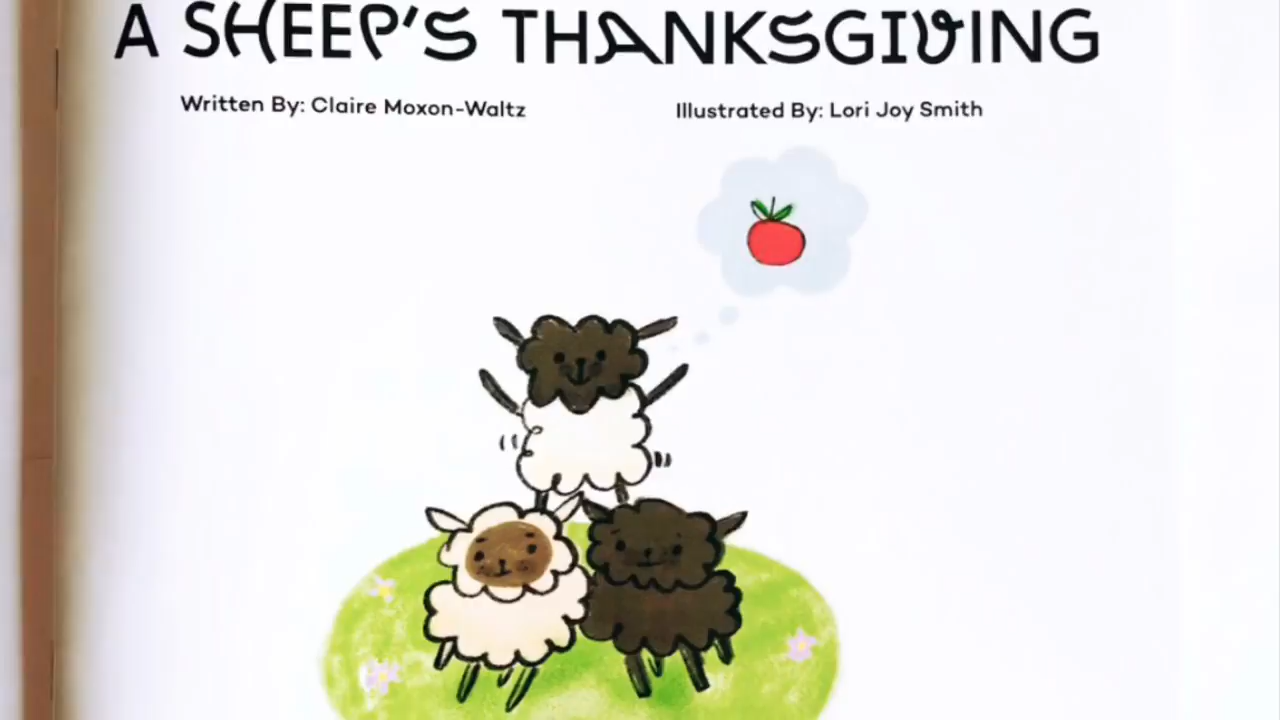 A SHEEP'S THANKSGIVING
Written By: Claire Moxon-Waltz
Illustrated By: Lori Joy Smith